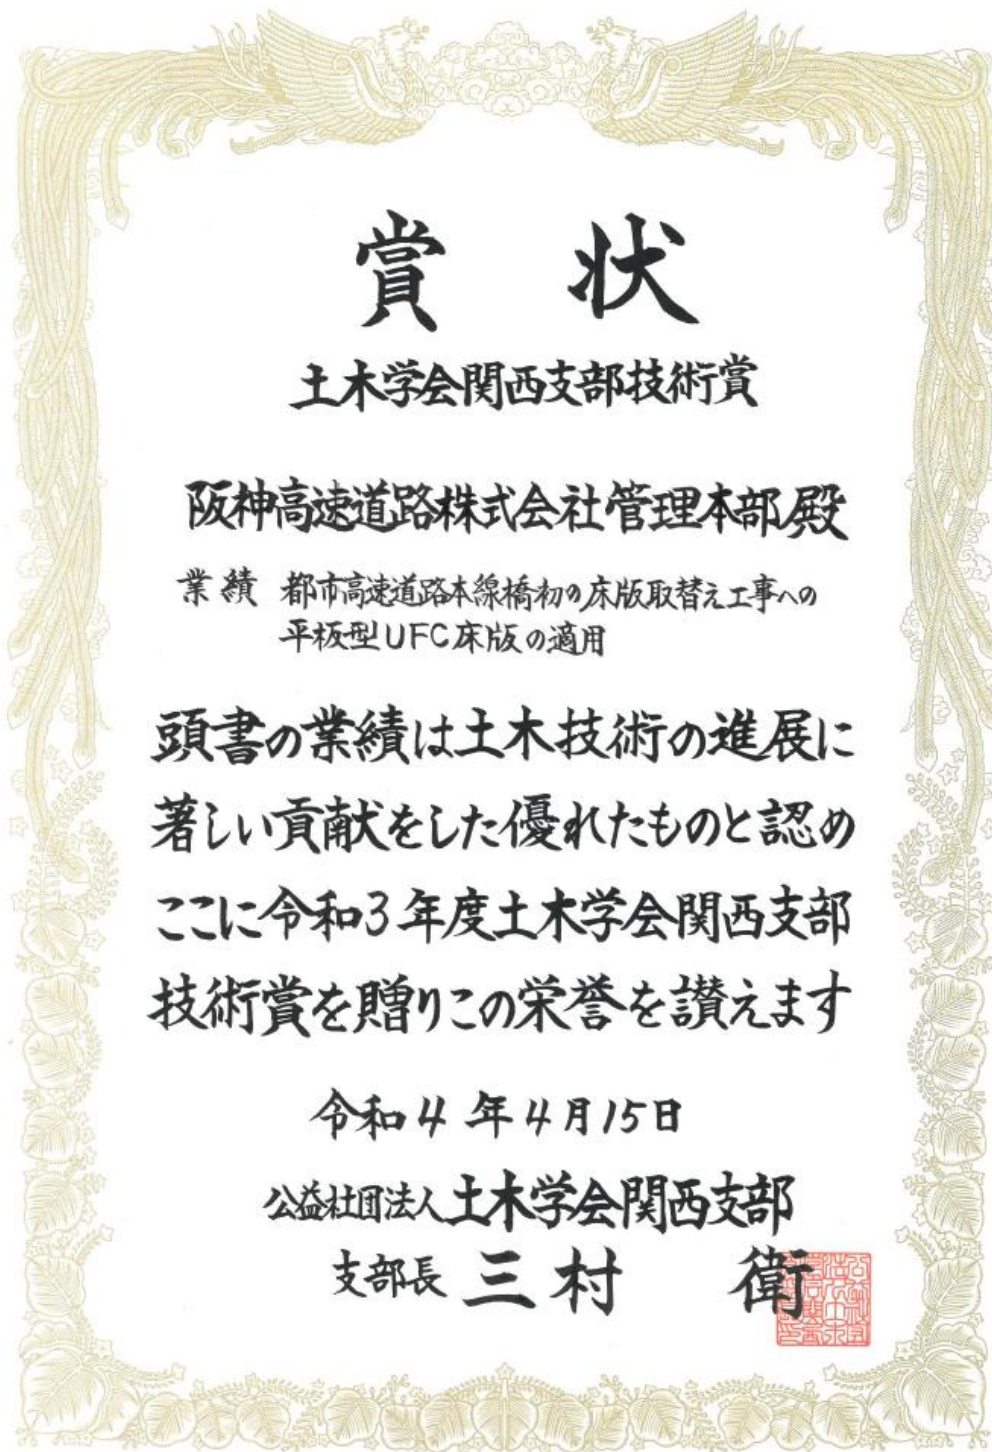 賞 状
土木学会関西支部技術賞
阪神高速道路株式会社管理本部殿
業績 都市高速道路本線橋初の床版取替え工事への
平板型UFC床版の適用
頭書の業績は土木技術の進展に
著しい貢献をした優れたものと認め
ここに令和3年度土木学会関西支部
技術賞を贈りこの栄誉を讃えます
令和4年4月15日
公益社団法人土木学会関西支部
支部長 三村 衛